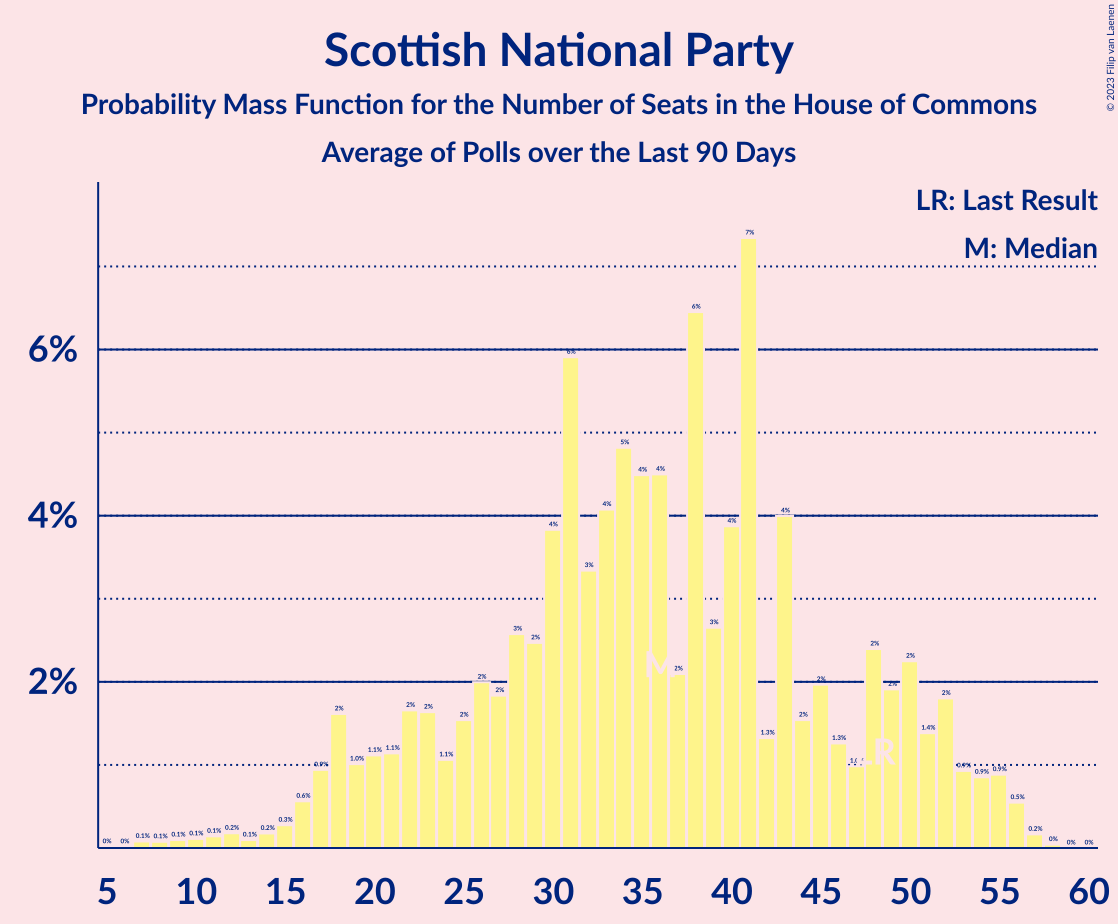 © 2023 Filip van Laenen
Scottish National Party
Probability Mass Function for the Number of Seats in the House of Commons
Average of Polls over the Last 90 Days
LR: Last Result
M: Median
6%
4%
2%
0% 0% 0.1% 0.1% 0.1% 0.1% 0.1% 0.2% 0.1% 0.2% 0.3% 0.6% 0.9% 2% 1.0% 1.1% 1.1% 2% 2% 1.1% 2% 2% 2% 3% 2% 4% 6% 3% 4% 5% 4% 4% 2% 6% 3% 4% 7% 1.3% 4% 2% 2% 1.3% 2% 2% 2% 1.4% 2% 0.9% 0.9% 0.9% 0.5% 0.2% 0% 0% 0%
M
LR
5 10 15 20 25 30 35 40 45 50 55 60